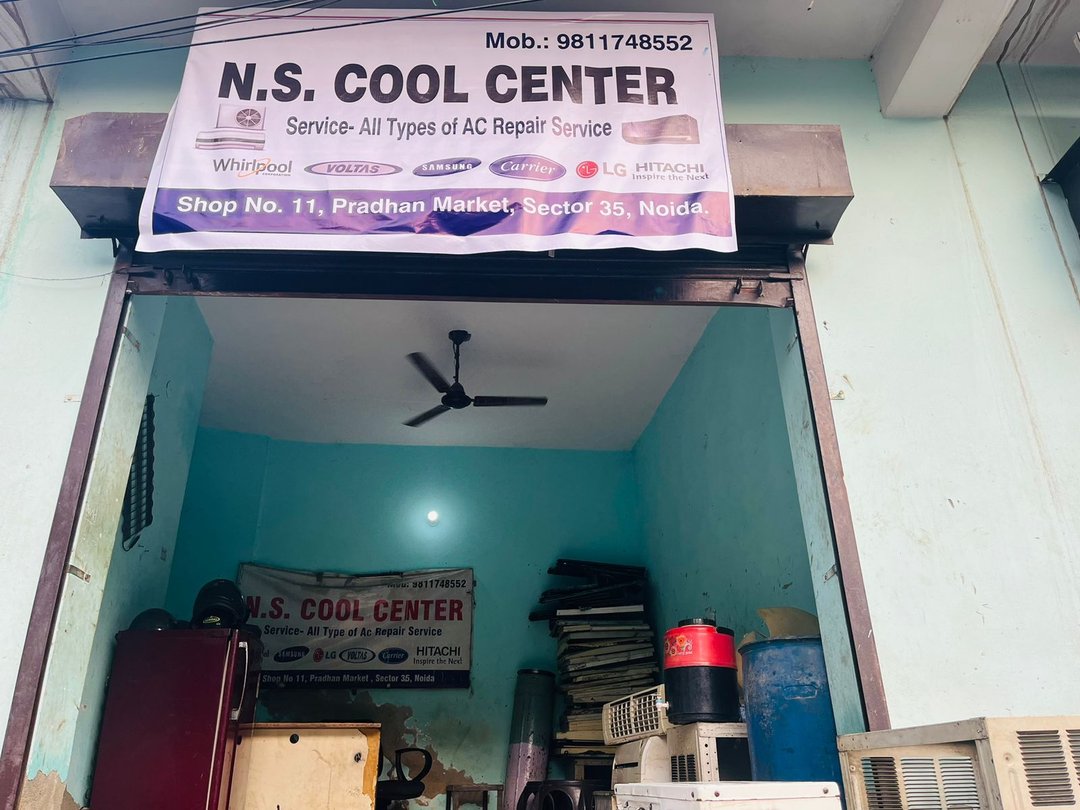 Mob.: 9811748552
N.S. COOL CENTER
Service- All Types of AC Repair Service
Whirlpool VOLTAS SAMSUNG Carrier LG HITACHI
CORPORATION Inspire the Next
Shop No. 11, Pradhan Market, Sector 35, Noida.
Mob.: 9811748552
N.S. COOL CENTER
Service- All Type of Ac Repair Service
SAMSUNG LG VOLTAS Carrier HITACHI
Inspire the Next
Shop No 11, Pradhan Market , Sector 35, Noida